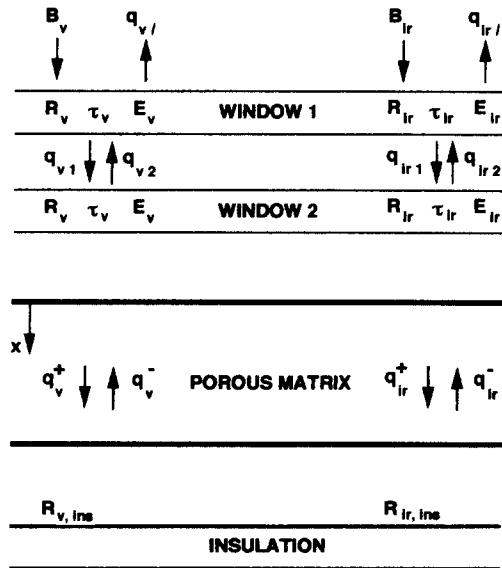 B_v q_v/ B_ir q_ir/
R_v τ_v E_v WINDOW 1 R_ir τ_ir E_ir
q_v1 q_v2 q_ir1 q_ir2
R_v τ_v E_v WINDOW 2 R_ir τ_ir E_ir
x
q_v^+ q_v^- POROUS MATRIX q_ir^+ q_ir^-
R_v,ins R_ir,ins
INSULATION